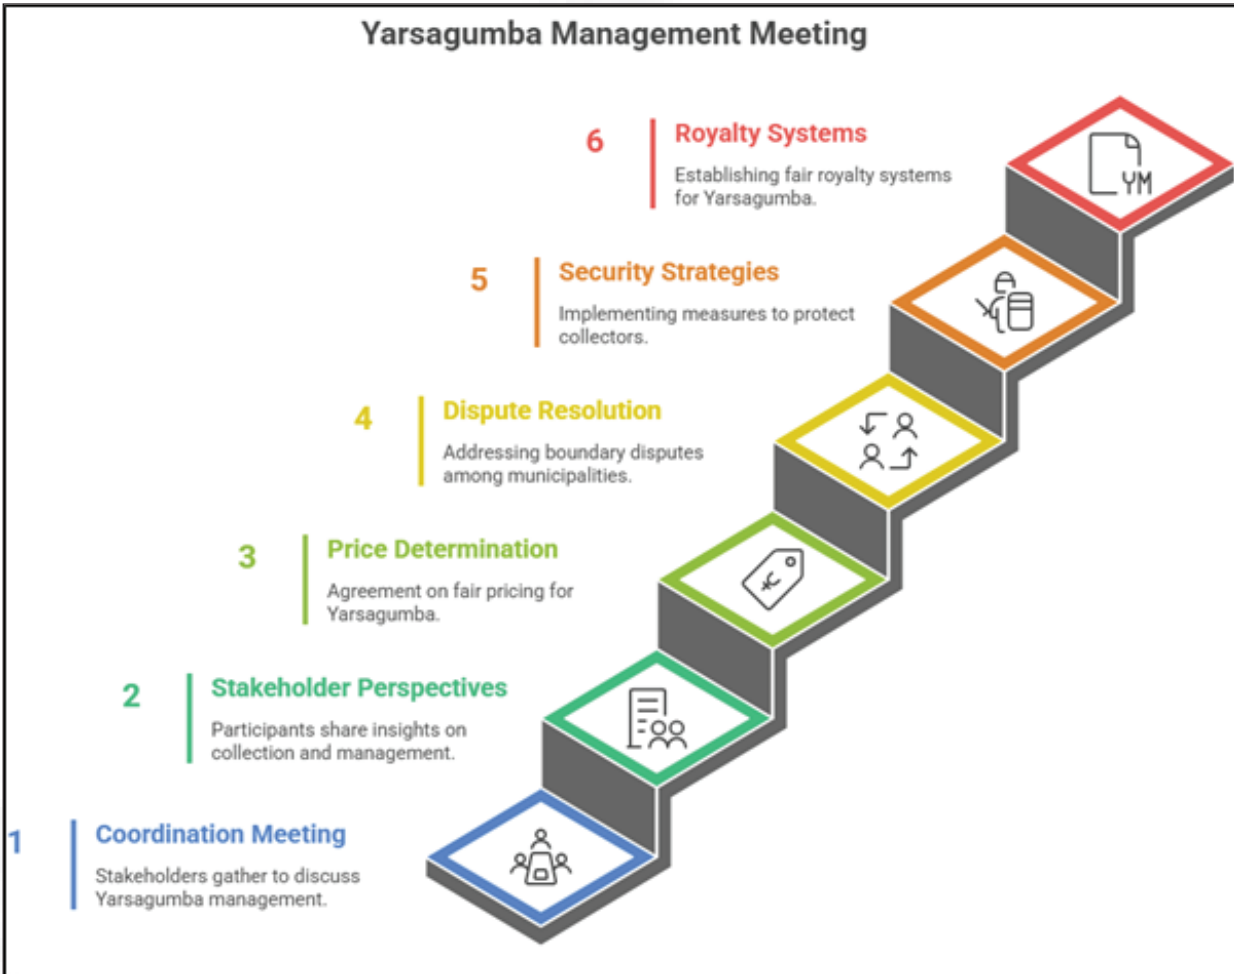 Yarsagumba Management Meeting
6
Royalty Systems
Establishing fair royalty systems
for Yarsagumba.
YM
5
Security Strategies
Implementing measures to protect
collectors.
4
Dispute Resolution
Addressing boundary disputes
among municipalities.
3
Price Determination
Agreement on fair pricing for
Yarsagumba.
2
Stakeholder Perspectives
Participants share insights on
collection and management.
1
Coordination Meeting
Stakeholders gather to discuss
Yarsagumba management.